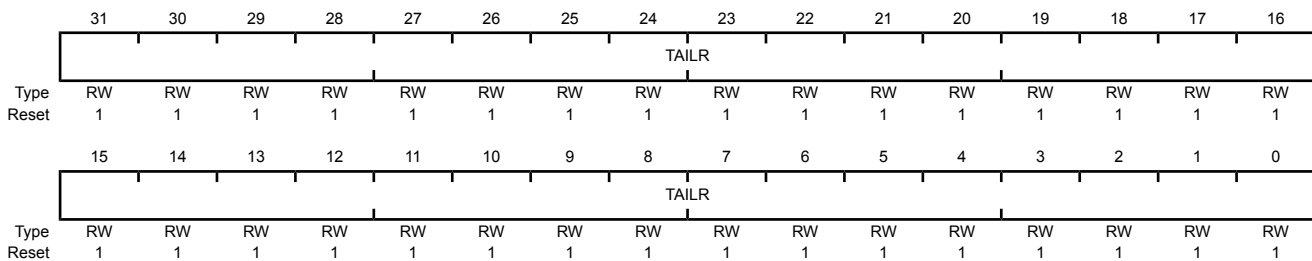 31 30 29 28 27 26 25 24 23 22 21 20 19 18 17 16
TAILR
Type RW RW RW RW RW RW RW RW RW RW RW RW RW RW RW RW
Reset 1 1 1 1 1 1 1 1 1 1 1 1 1 1 1 1
15 14 13 12 11 10 9 8 7 6 5 4 3 2 1 0
TAILR
Type RW RW RW RW RW RW RW RW RW RW RW RW RW RW RW RW
Reset 1 1 1 1 1 1 1 1 1 1 1 1 1 1 1 1